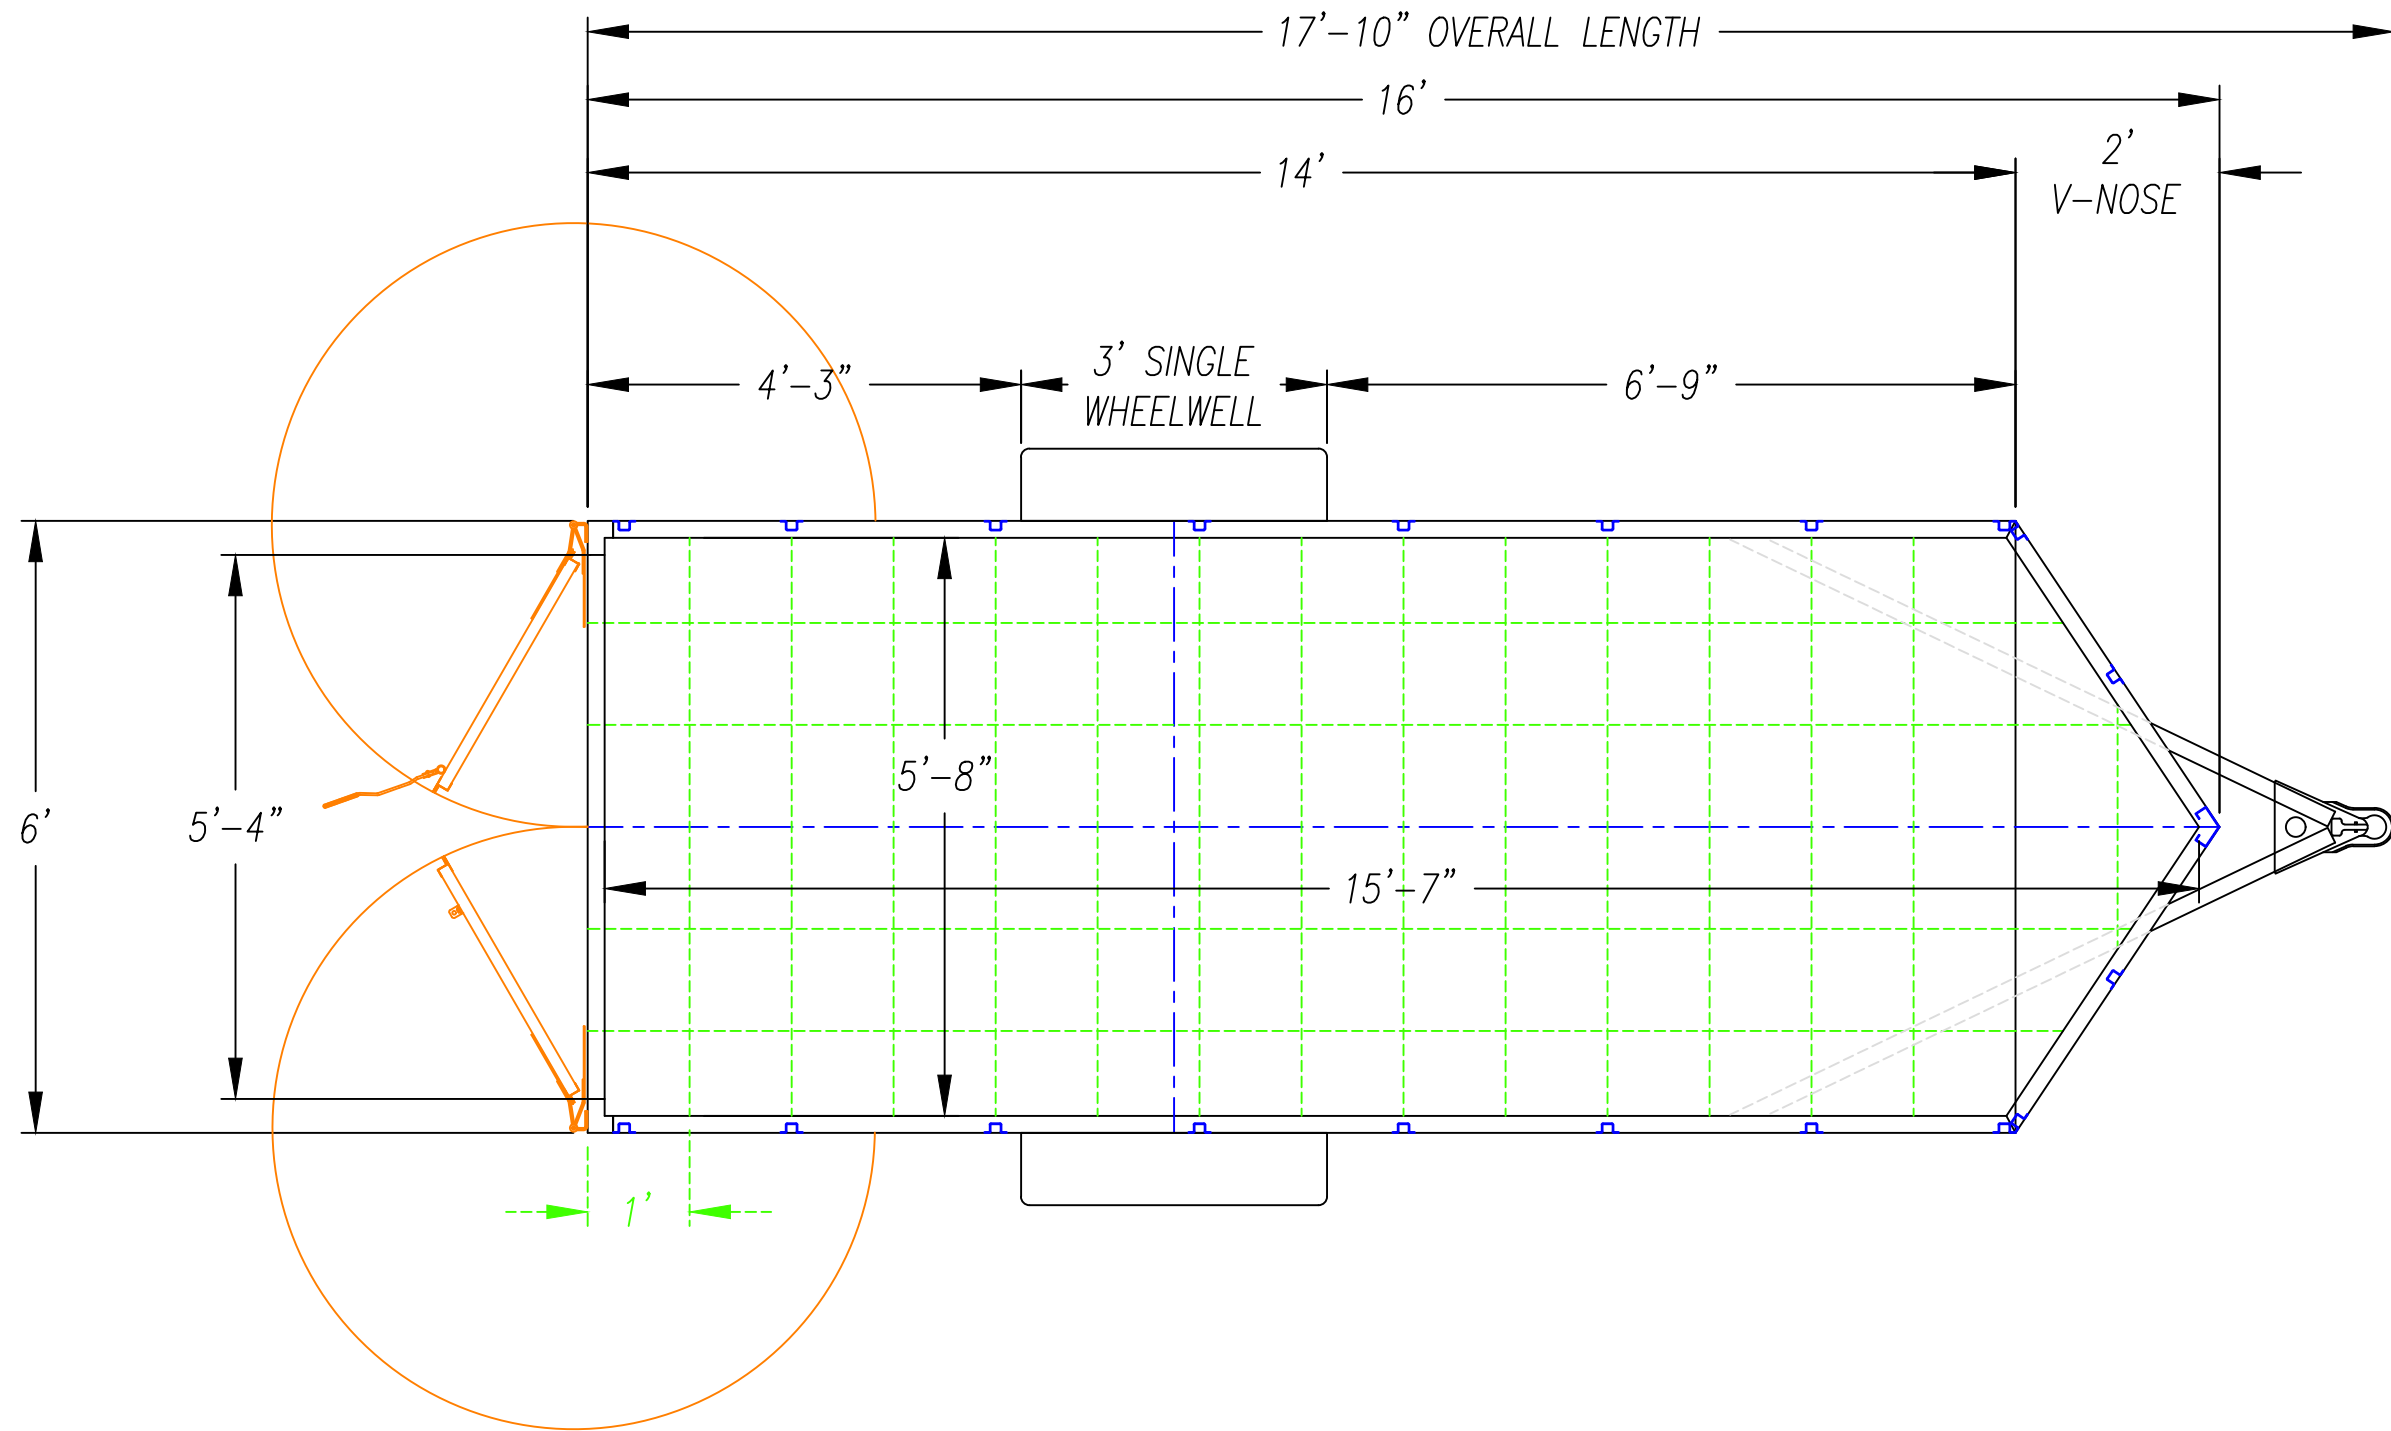 17'-10" OVERALL LENGTH
16'
14'
2'
V-NOSE
4'-3"
3' SINGLE
WHEELWELL
6'-9"
6'
5'-4"
5'-8"
15'-7"
1'